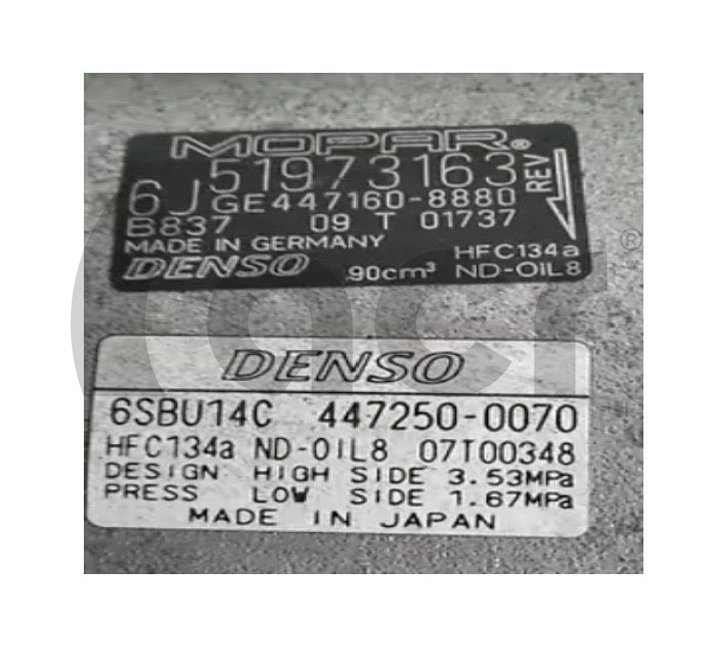 MOPAR®
51973163
6J GE447160-8880
B837 09 T 01737
REV
MADE IN GERMANY
HFC134a
DENSO 90cm³ ND-OIL8
acr®
DENSO
6SBU14C 447250-0070
HFC134a ND-OIL8 07T00348
DESIGN HIGH SIDE 3.53MPa
PRESS LOW SIDE 1.67MPa
MADE IN JAPAN